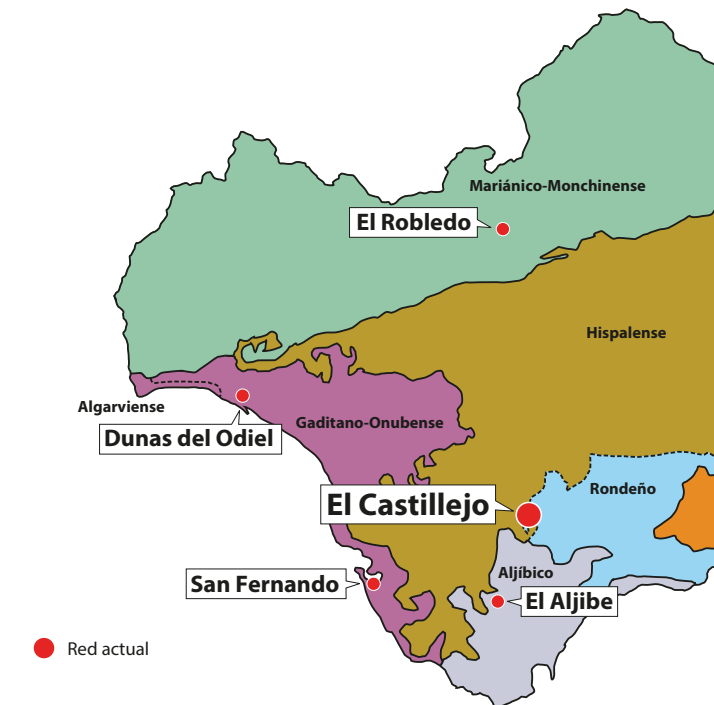 Mariánico-Monchinense
El Robledo
Hispalense
Algarviense
Gaditano-Onubense
Dunas del Odiel
Rondeño
El Castillejo
Aljíbico
San Fernando
El Aljibe
Red actual